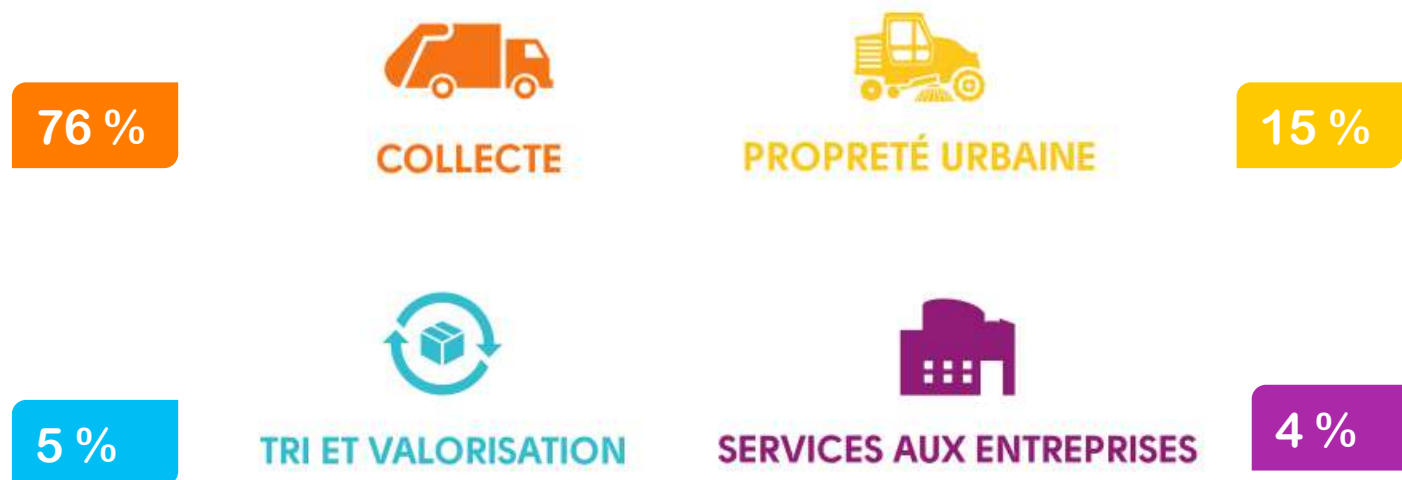 76 %
COLLECTE
PROPRETÉ URBAINE
15 %
5 %
TRI ET VALORISATION
SERVICES AUX ENTREPRISES
4 %